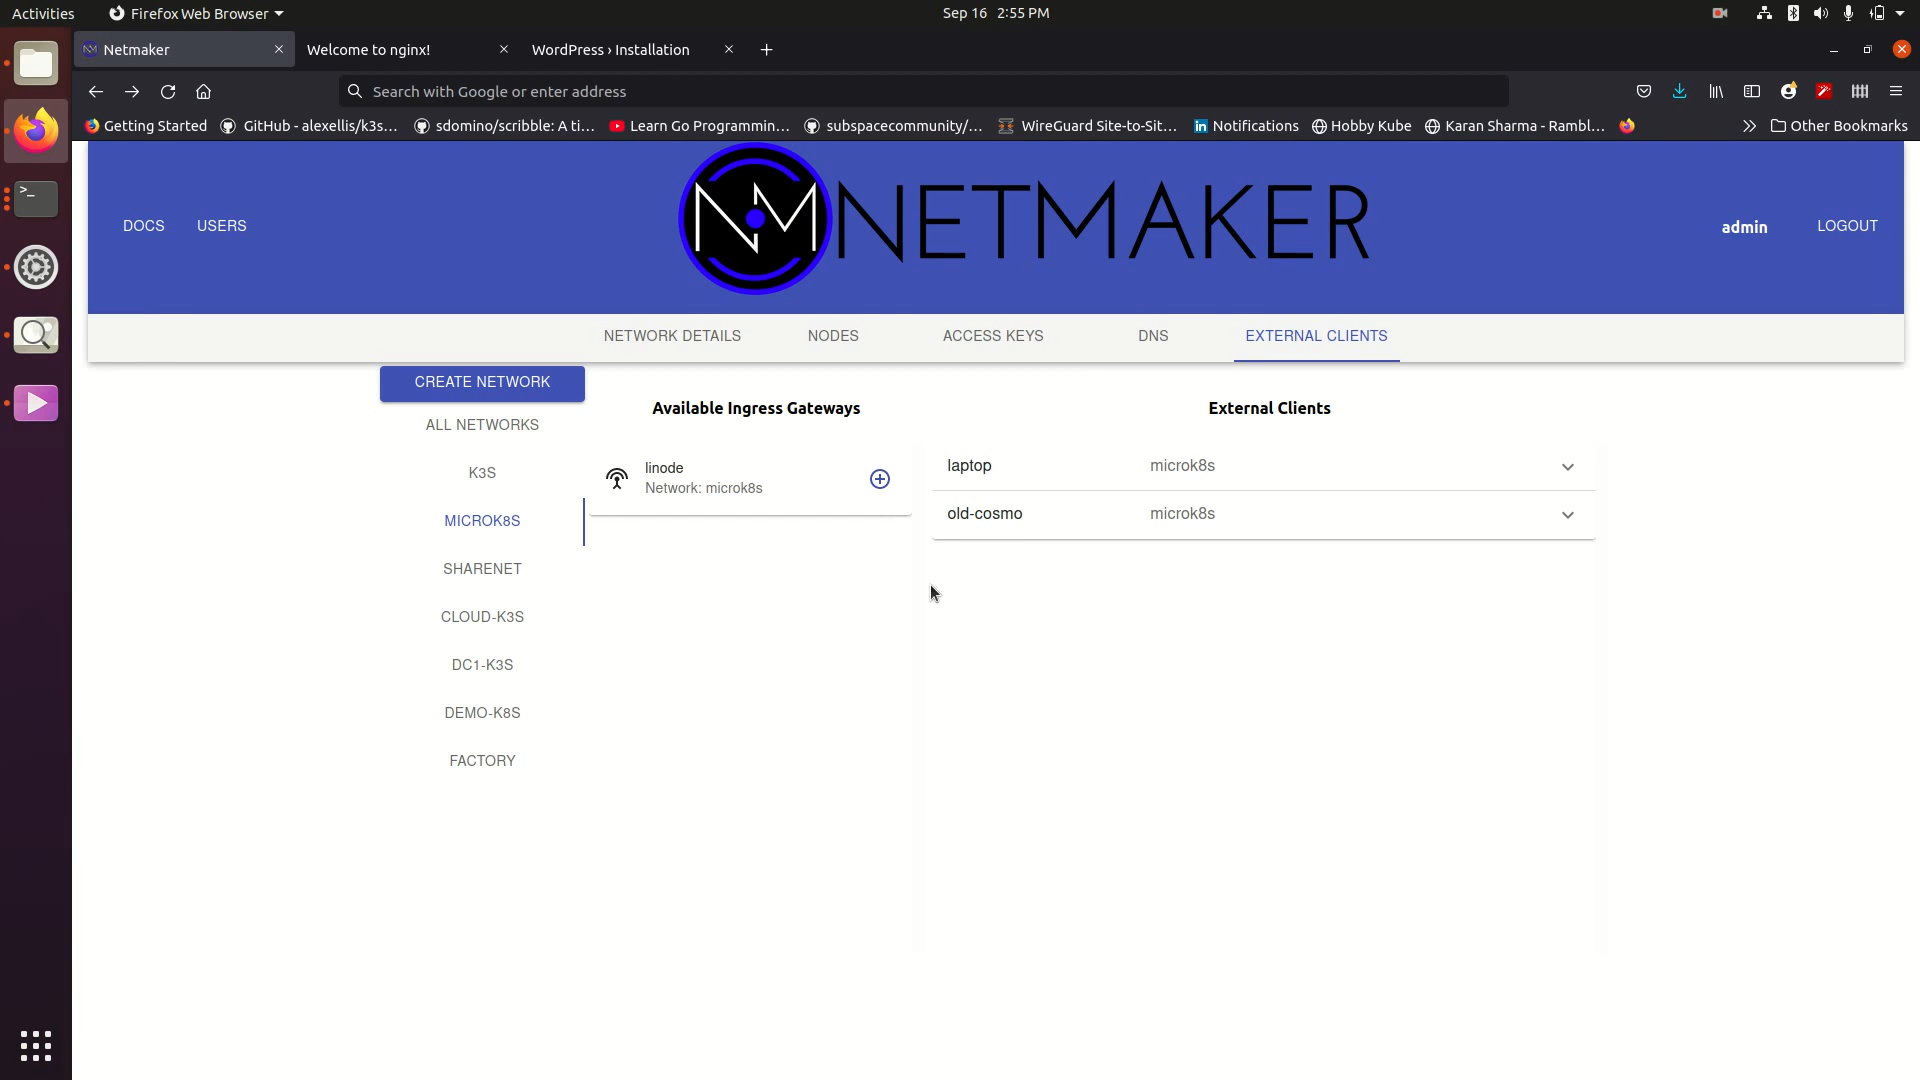 Activities Firefox Web Browser Sep 16 2:55 PM
Netmaker Welcome to nginx! WordPress › Installation
Search with Google or enter address
Getting Started GitHub - alexellis/k3s... sdomino/scribble: A ti... Learn Go Programmin... subspacecommunity/... WireGuard Site-to-Sit... Notifications Hobby Kube Karan Sharma - Rambl... Other Bookmarks
DOCS USERS NM NETMAKER admin LOGOUT
NETWORK DETAILS NODES ACCESS KEYS DNS EXTERNAL CLIENTS
CREATE NETWORK
ALL NETWORKS
K3S
MICROK8S
SHARENET
CLOUD-K3S
DC1-K3S
DEMO-K8S
FACTORY
Available Ingress Gateways
linode
Network: microk8s
External Clients
laptop microk8s
old-cosmo microk8s